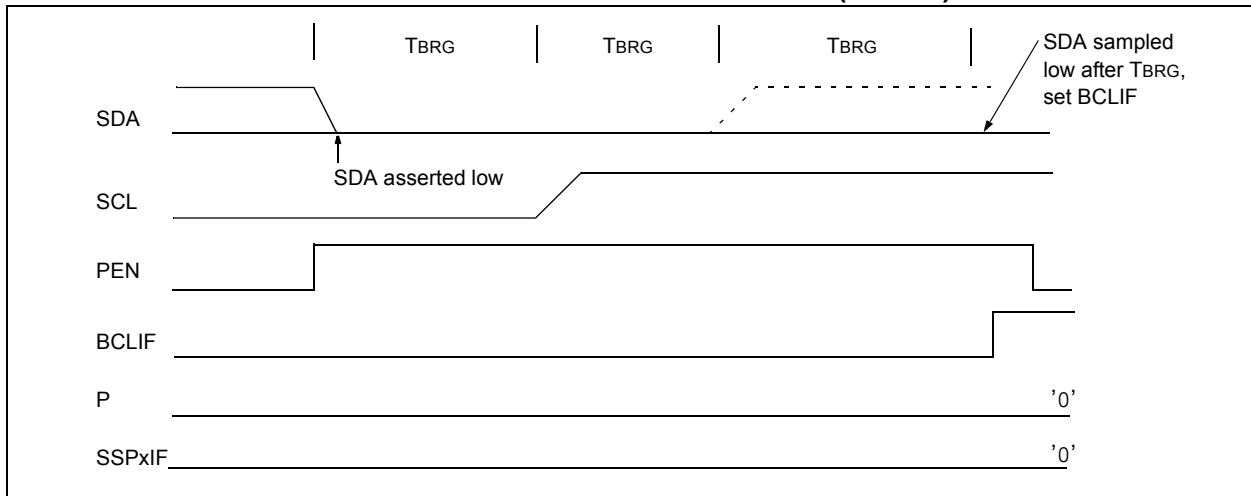 TBRG TBRG TBRG
SDA sampled
low after TBRG,
set BCLIF
SDA
SDA asserted low
SCL
PEN
BCLIF
P '0'
SSPxIF '0'